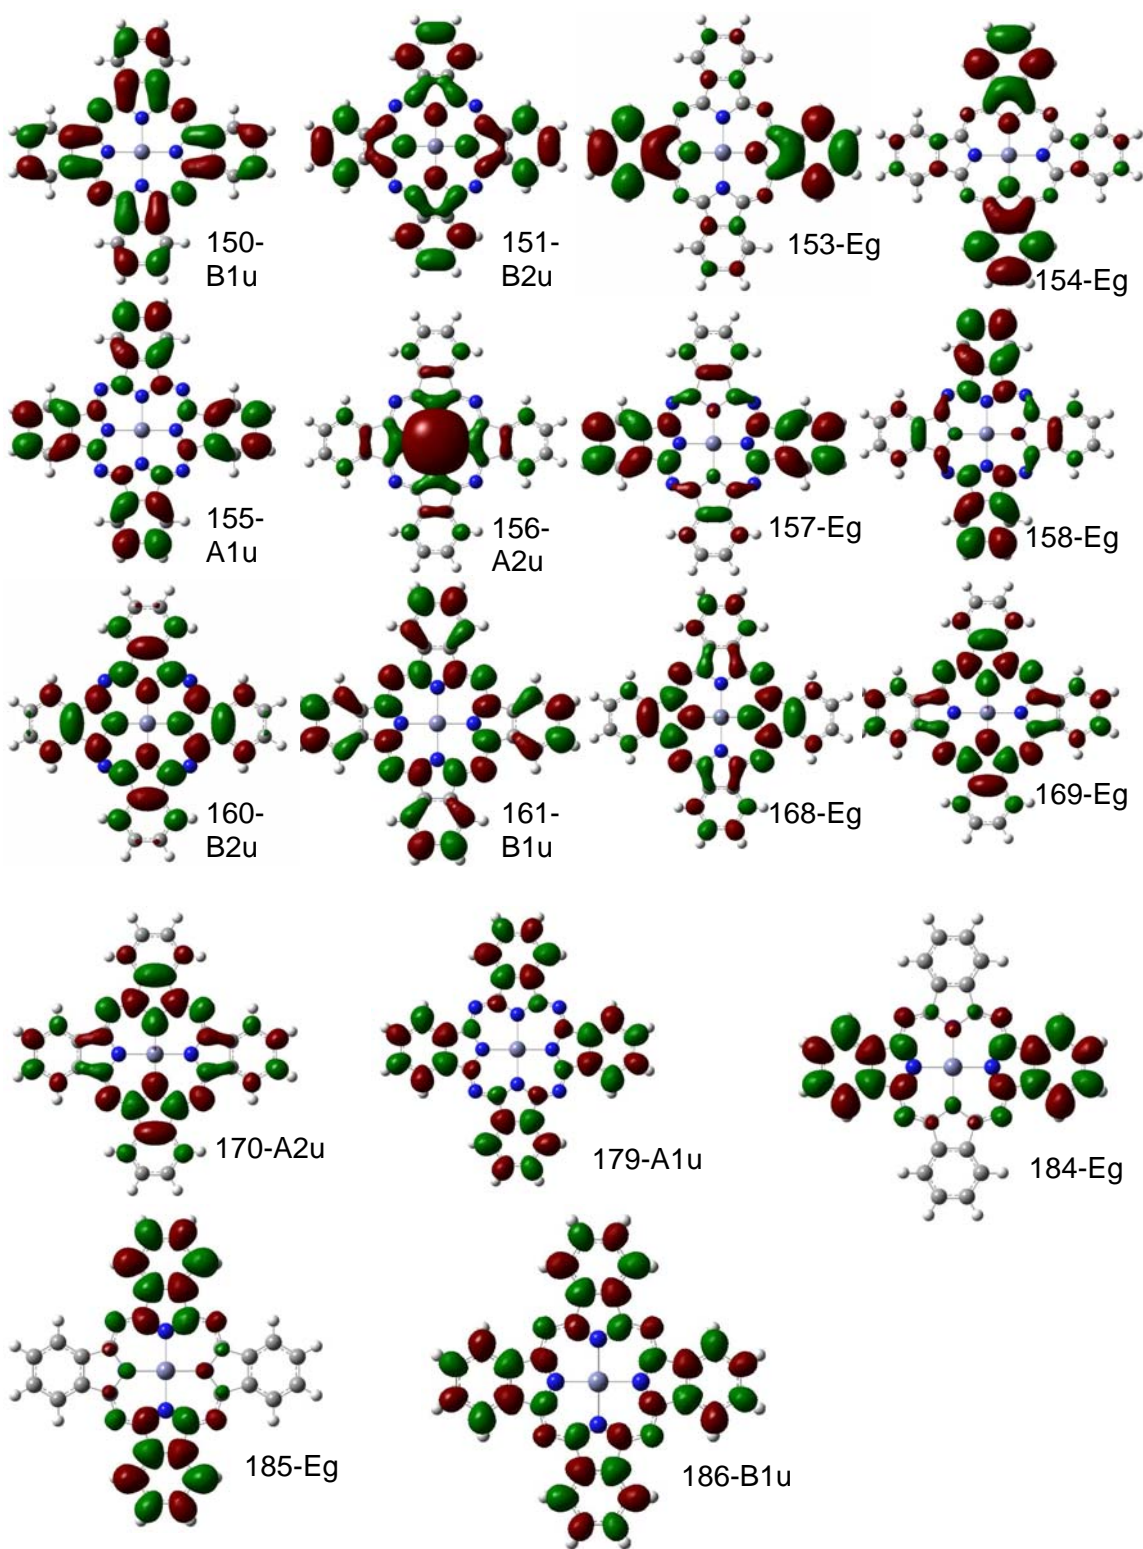 150-
B1u
151-
B2u
153-Eg
154-Eg
155-
A1u
156-
A2u
157-Eg
158-Eg
160-
B2u
161-
B1u
168-Eg
169-Eg
170-A2u
179-A1u
184-Eg
185-Eg
186-B1u